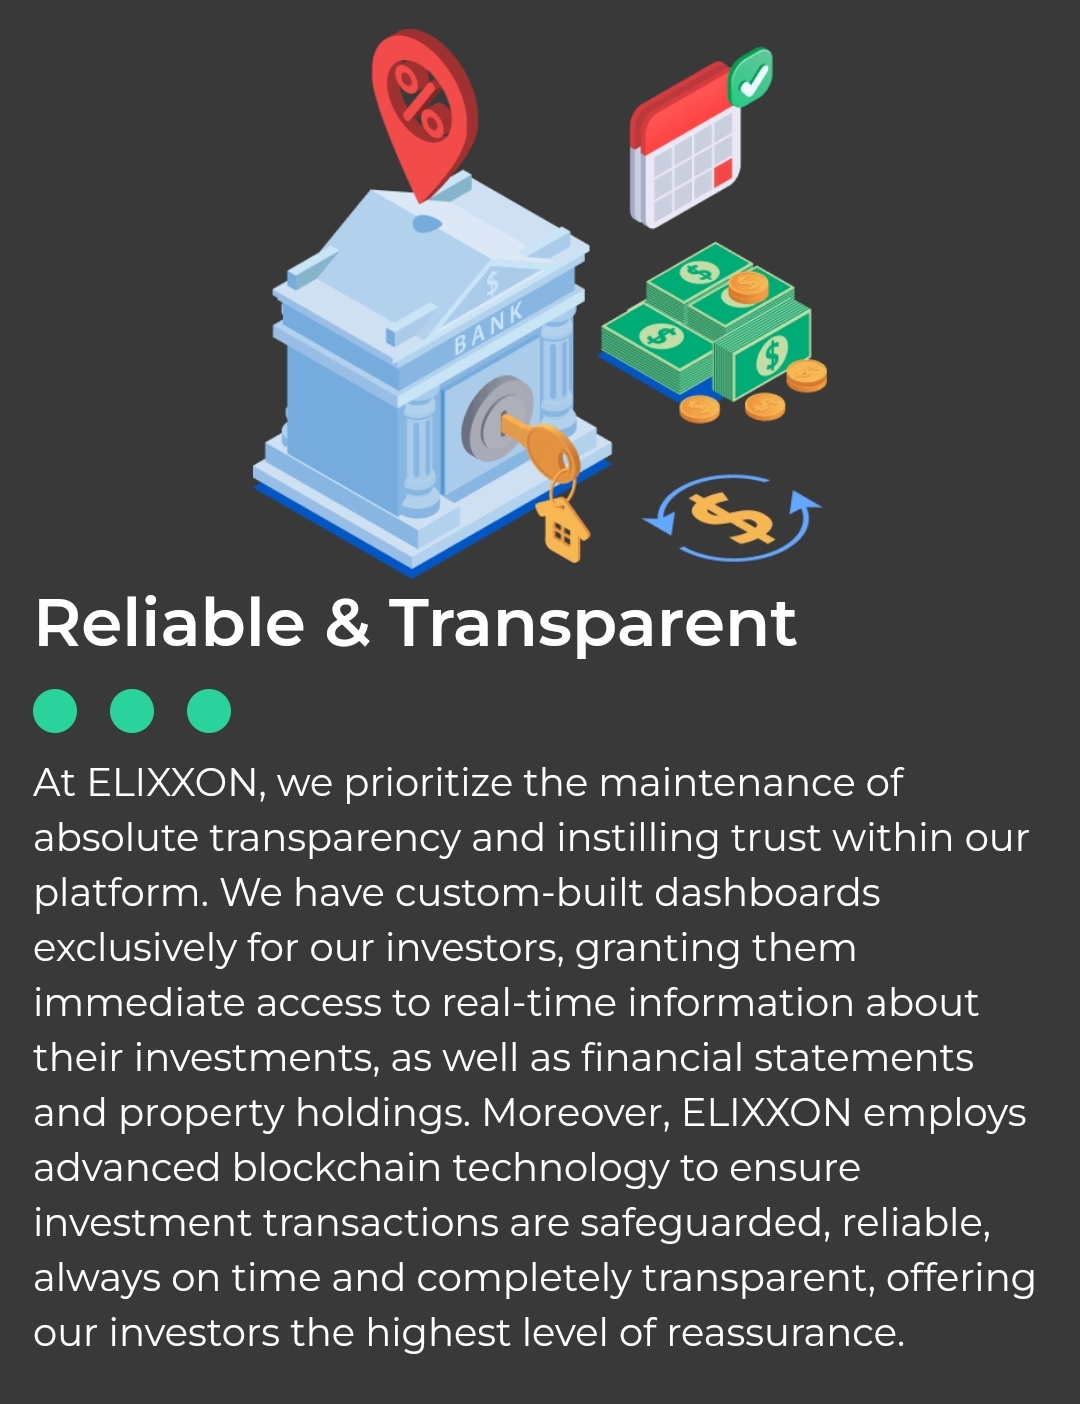 %
$
BANK
$
$
$
$
Reliable & Transparent
At ELIXXON, we prioritize the maintenance of
absolute transparency and instilling trust within our
platform. We have custom-built dashboards
exclusively for our investors, granting them
immediate access to real-time information about
their investments, as well as financial statements
and property holdings. Moreover, ELIXXON employs
advanced blockchain technology to ensure
investment transactions are safeguarded, reliable,
always on time and completely transparent, offering
our investors the highest level of reassurance.